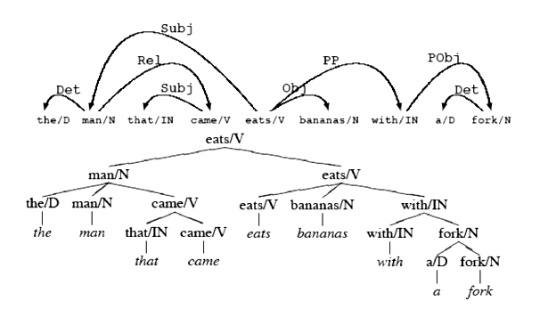 Subj
Rel PP PObj
Det Subj Obj Det
the/D man/N that/IN came/V eats/V bananas/N with/IN a/D fork/N
eats/V
man/N eats/V
the/D man/N came/V eats/V bananas/N with/IN
the man that/IN came/V eats bananas with/IN fork/N
that came with a/D fork/N
a fork